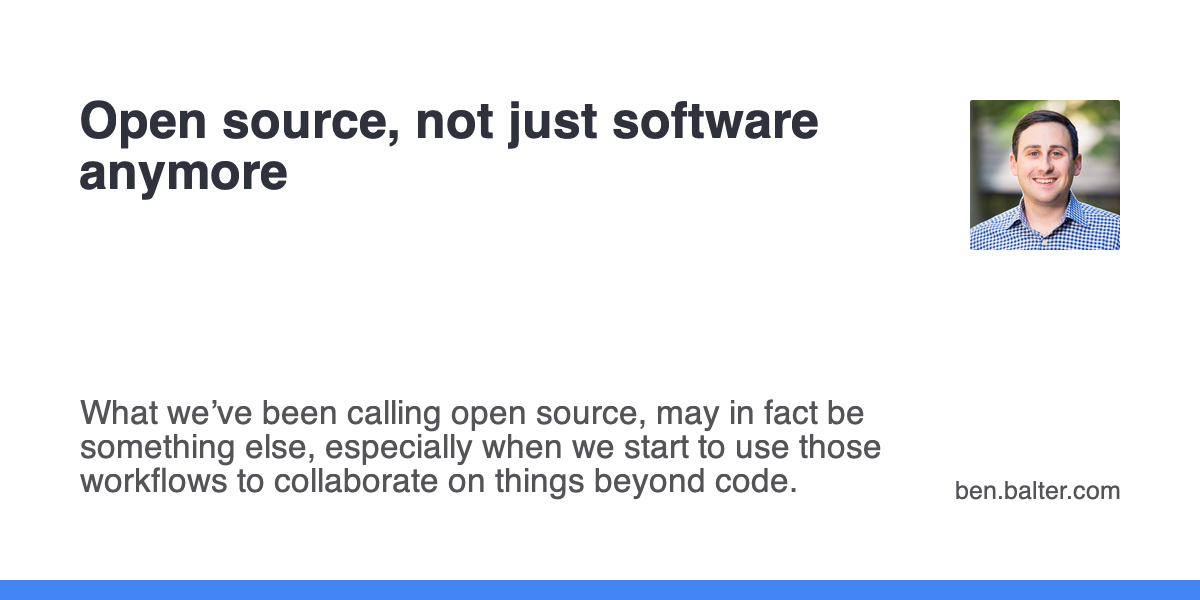 Open source, not just software
anymore
What we’ve been calling open source, may in fact be
something else, especially when we start to use those
workflows to collaborate on things beyond code.
ben.balter.com